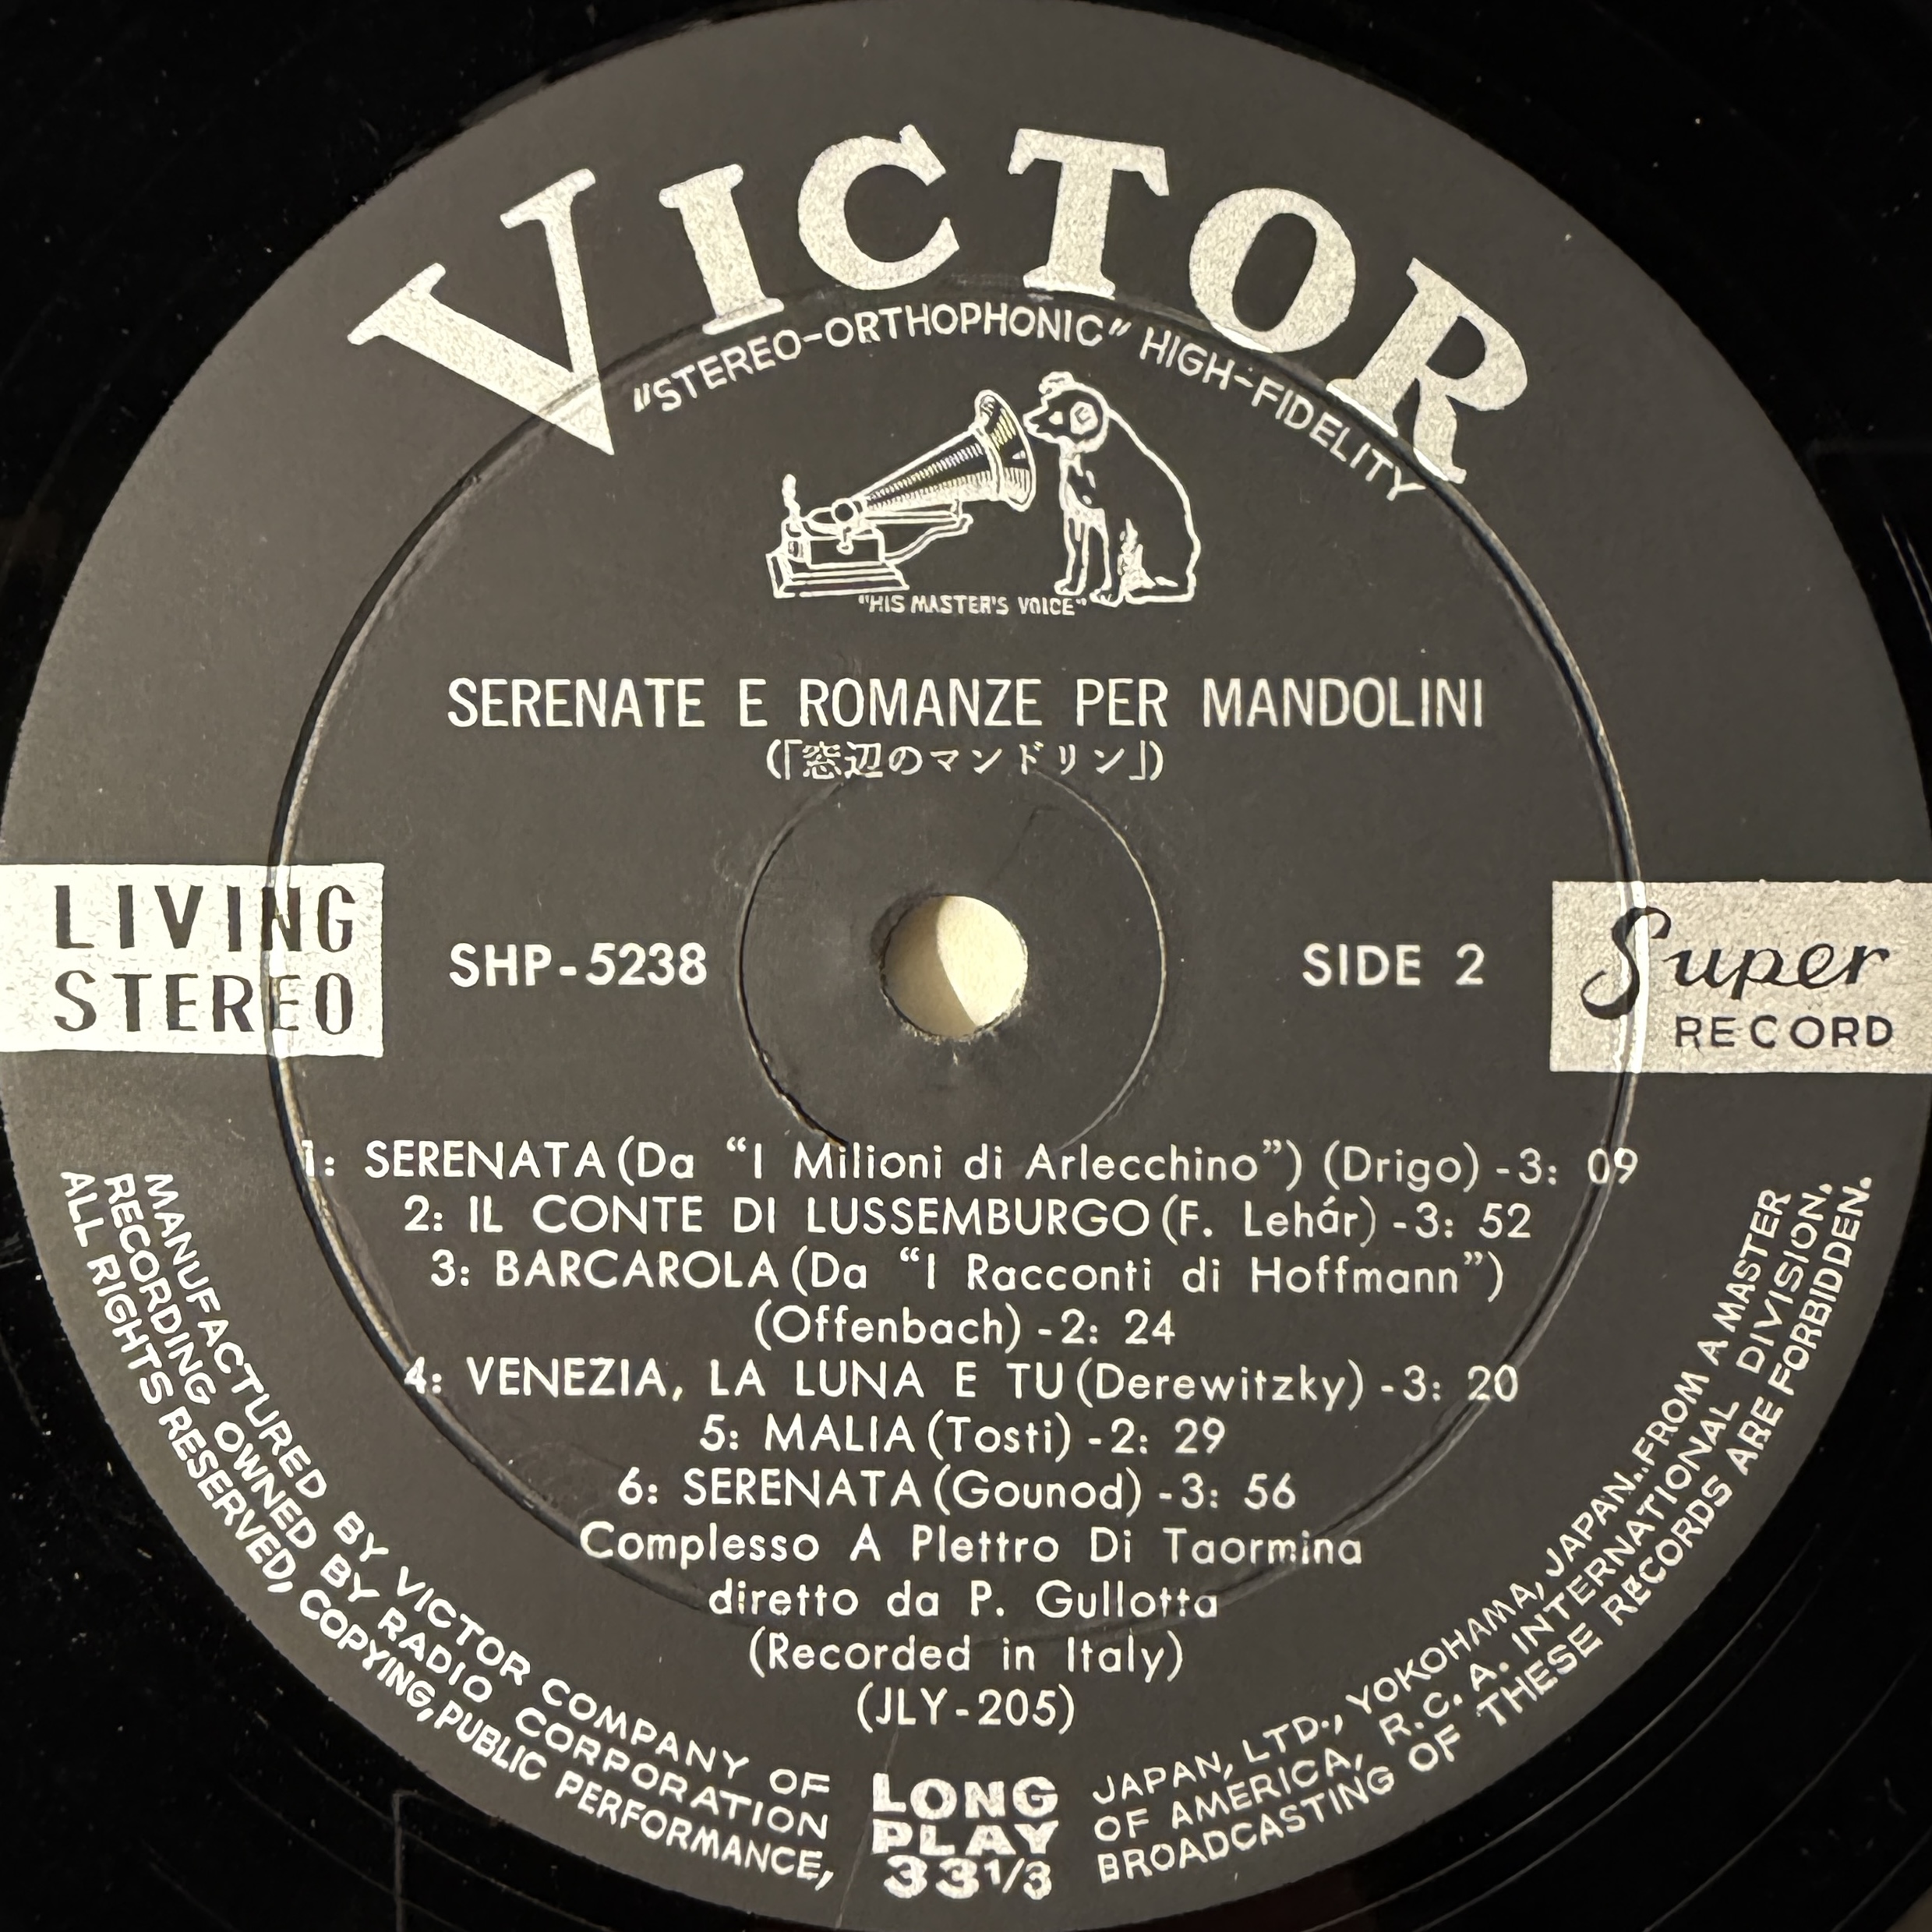 VICTOR
"STEREO-ORTHOPHONIC" HIGH-FIDELITY
"HIS MASTER'S VOICE"
SERENATE E ROMANZE PER MANDOLINI
(「窓辺のマンドリン」)
LIVING
STEREO
SHP-5238
SIDE 2
Super
RECORD
1: SERENATA (Da “I Milioni di Arlecchino”) (Drigo) -3: 09
2: IL CONTE DI LUSSEMBURGO (F. Lehár) -3: 52
3: BARCAROLA (Da “I Racconti di Hoffmann”)
(Offenbach) -2: 24
4: VENEZIA, LA LUNA E TU (Derewitzky) -3: 20
5: MALIA (Tosti) -2: 29
6: SERENATA (Gounod) -3: 56
Complesso A Plettro Di Taormina
diretto da P. Gullotta
(Recorded in Italy)
(JLY-205)
MANUFACTURED BY VICTOR COMPANY OF JAPAN, LTD., YOKOHAMA, JAPAN..FROM A MASTER
RECORDING OWNED BY RADIO CORPORATION OF AMERICA, R.C.A. INTERNATIONAL DIVISION,
ALL RIGHTS RESERVED, COPYING, PUBLIC PERFORMANCE, BROADCASTING OF THESE RECORDS ARE FORBIDDEN.
LONG
PLAY
33 1/3